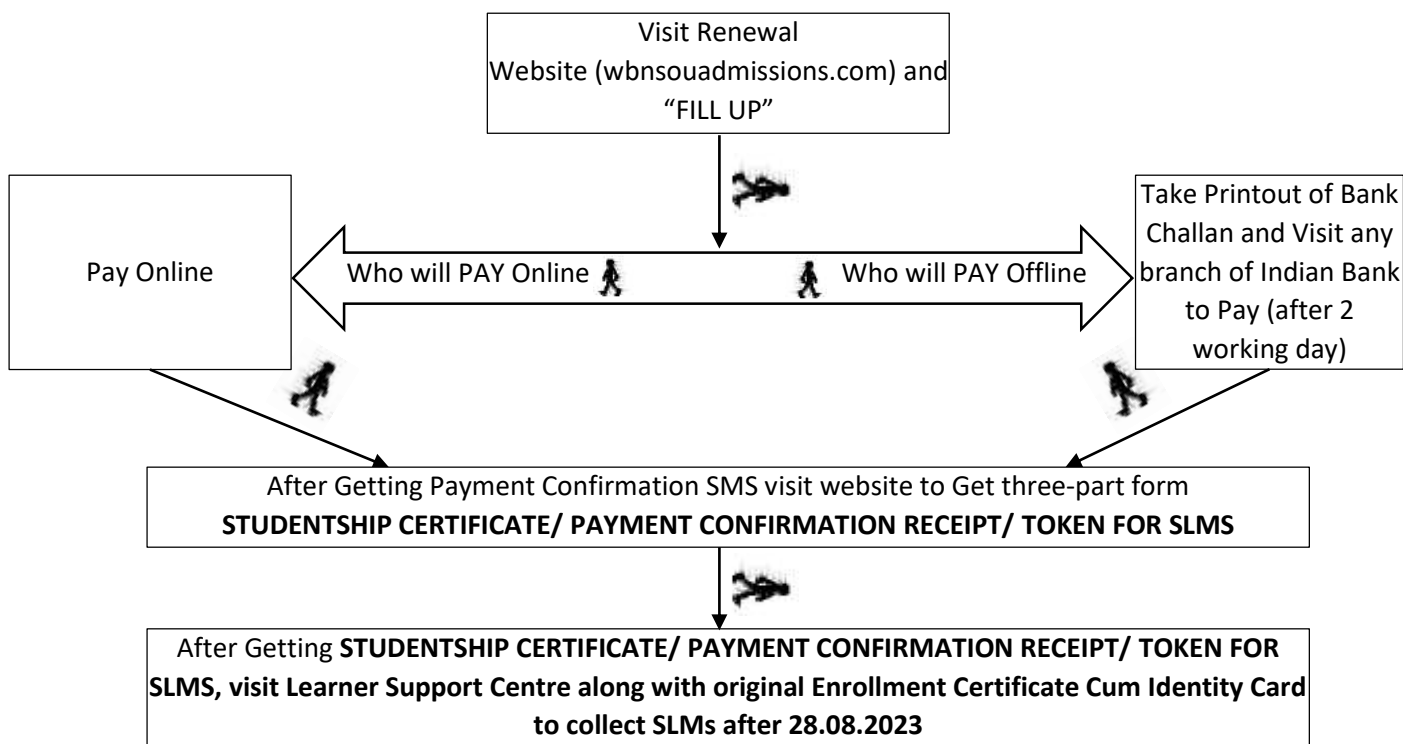 Visit Renewal
Website (wbnsouadmissions.com) and
“FILL UP”
Pay Online
Who will PAY Online
Who will PAY Offline
Take Printout of Bank
Challan and Visit any
branch of Indian Bank
to Pay (after 2
working day)
After Getting Payment Confirmation SMS visit website to Get three-part form
STUDENTSHIP CERTIFICATE/ PAYMENT CONFIRMATION RECEIPT/ TOKEN FOR SLMS
After Getting STUDENTSHIP CERTIFICATE/ PAYMENT CONFIRMATION RECEIPT/ TOKEN FOR
SLMS, visit Learner Support Centre along with original Enrollment Certificate Cum Identity Card
to collect SLMs after 28.08.2023